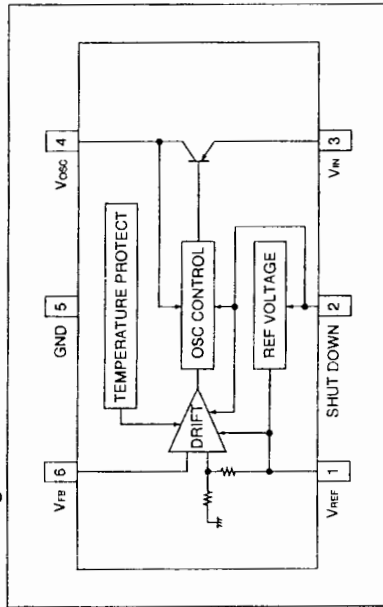 VOSC
GND
VFB
4
5
6
TEMPERATURE PROTECT
OSC CONTROL
DRIFT
REF VOLTAGE
3
2
1
VIN
SHUT DOWN
VREF